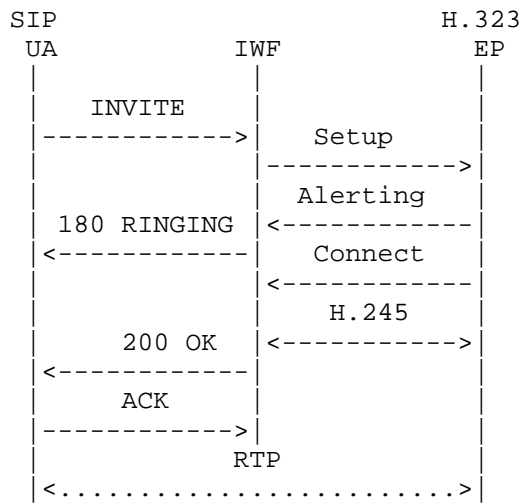 SIP H.323
UA IWF EP
INVITE
Setup
Alerting
180 RINGING
Connect
H.245
200 OK
ACK
RTP